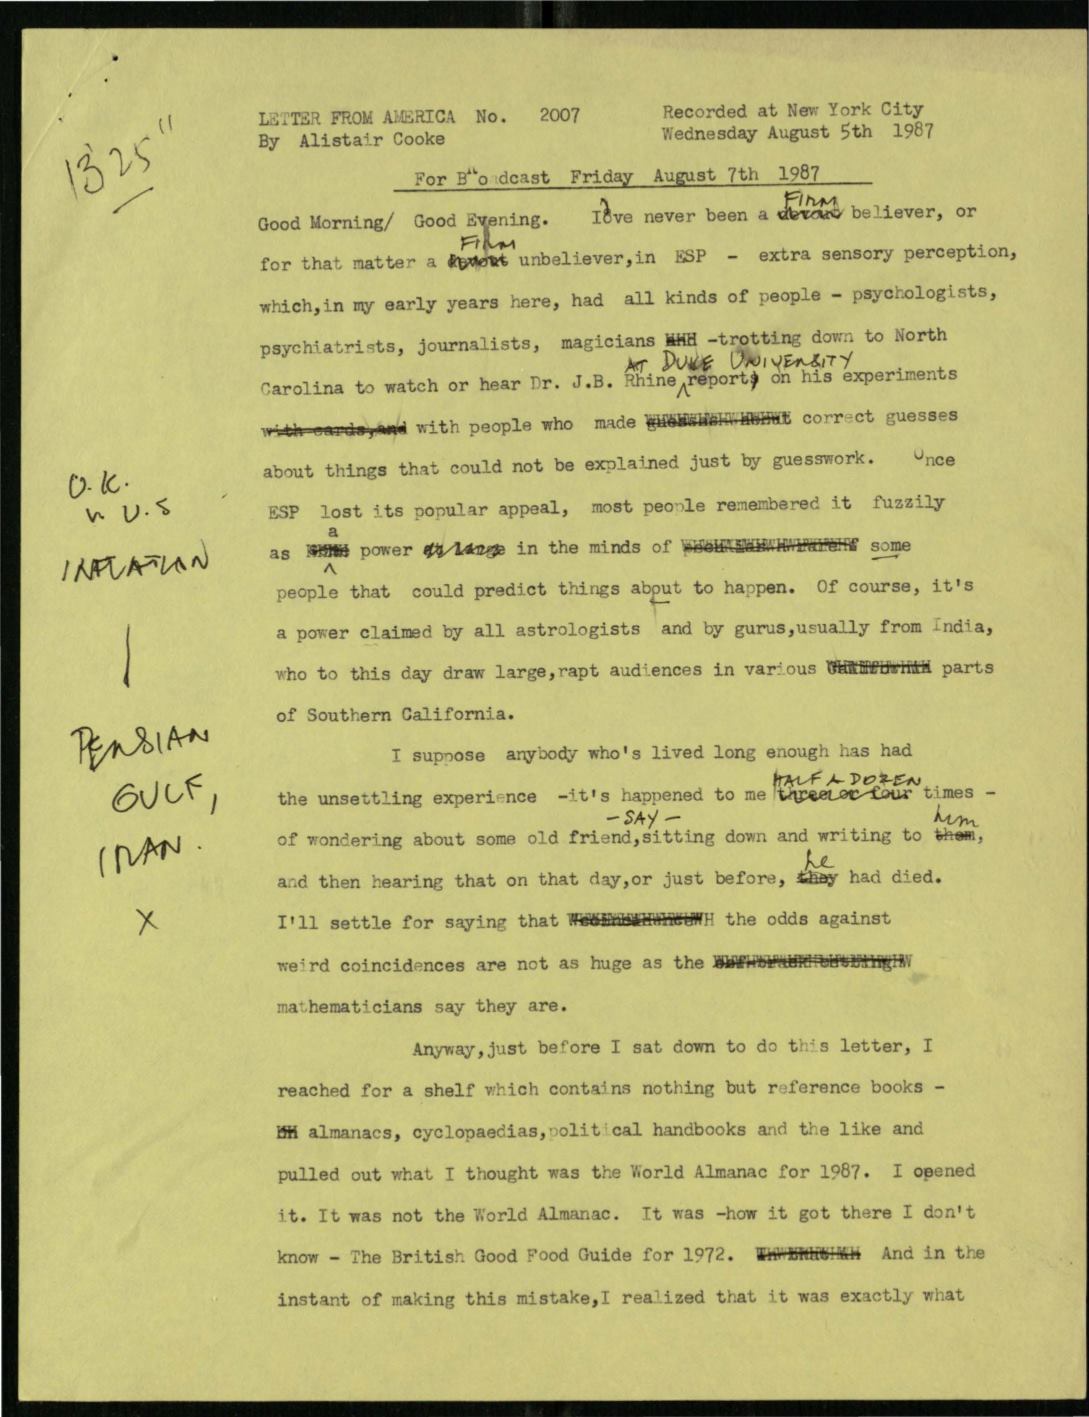 13'25"
LETTER FROM AMERICA No. 2007
By Alistair Cooke
Recorded at New York City
Wednesday August 5th 1987
For Broadcast Friday August 7th 1987
FIRM
Good Morning/ Good Evening. I've never been a devout believer, or
FIRM
for that matter a devout unbeliever,in ESP - extra sensory perception,
which,in my early years here, had all kinds of people - psychologists,
psychiatrists, journalists, magicians -trotting down to North
AT DUKE UNIVERSITY
Carolina to watch or hear Dr. J.B. Rhine reports on his experiments
with cards,and with people who made correct guesses
about things that could not be explained just by guesswork. Once
ESP lost its popular appeal, most people remembered it fuzzily
a
as power in the minds of some
people that could predict things about to happen. Of course, it's
a power claimed by all astrologists and by gurus,usually from India,
who to this day draw large,rapt audiences in various parts
of Southern California.
I suppose anybody who's lived long enough has had
HALF A DOZEN
the unsettling experience -it's happened to me three or four times -
-SAY- him
of wondering about some old friend,sitting down and writing to them,
he
and then hearing that on that day,or just before, they had died.
I'll settle for saying that the odds against
weird coincidences are not as huge as the
mathematicians say they are.
Anyway,just before I sat down to do this letter, I
reached for a shelf which contains nothing but reference books -
almanacs, cyclopaedias,political handbooks and the like and
pulled out what I thought was the World Almanac for 1987. I opened
it. It was not the World Almanac. It was -how it got there I don't
know - The British Good Food Guide for 1972. And in the
instant of making this mistake,I realized that it was exactly what
O.K.
U.S
INFLATION
PERSIAN
GULF,
IRAN.
X